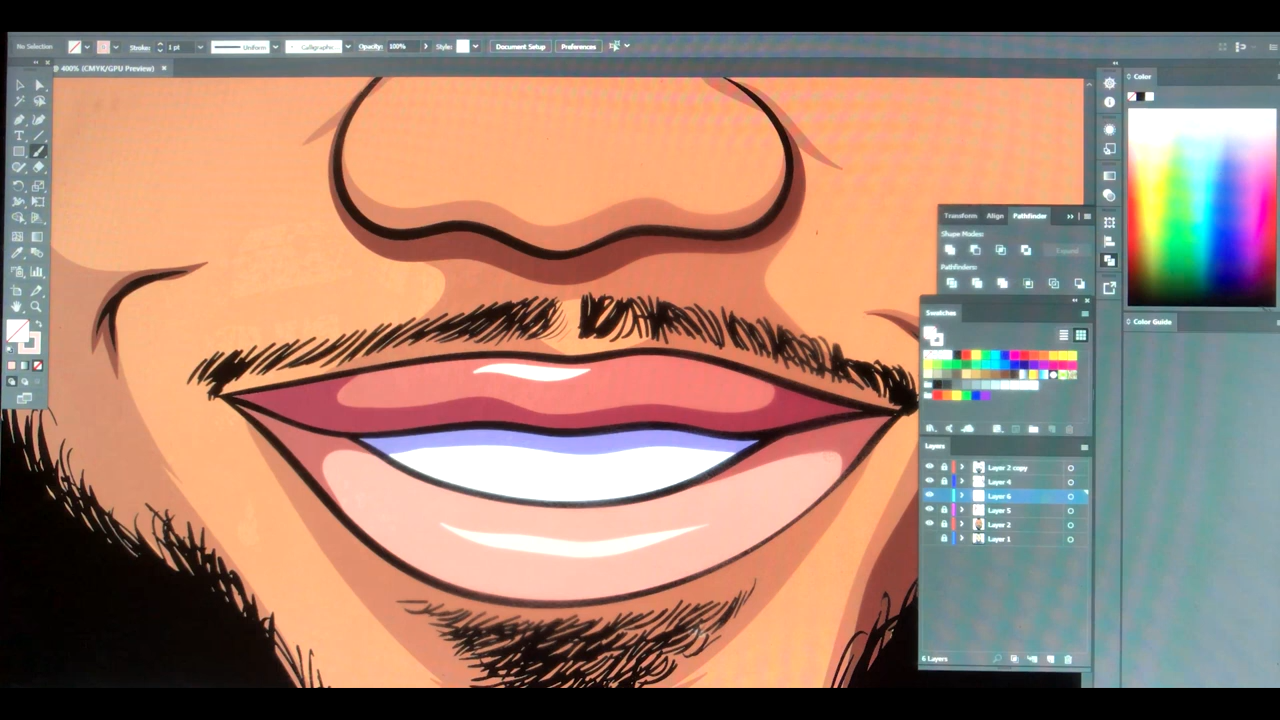 No Selection Stroke: 1 pt Uniform Opacity: 100% Style: Document Setup Preferences
@ 400% (CMYK/GPU Preview)
Color
Transform Align Pathfinder
Shape Modes:
Pathfinders:
Swatches
Color Guide
Layers
Layer 2 copy
Layer 4
Layer 6
Layer 5
Layer 2
Layer 1
6 Layers